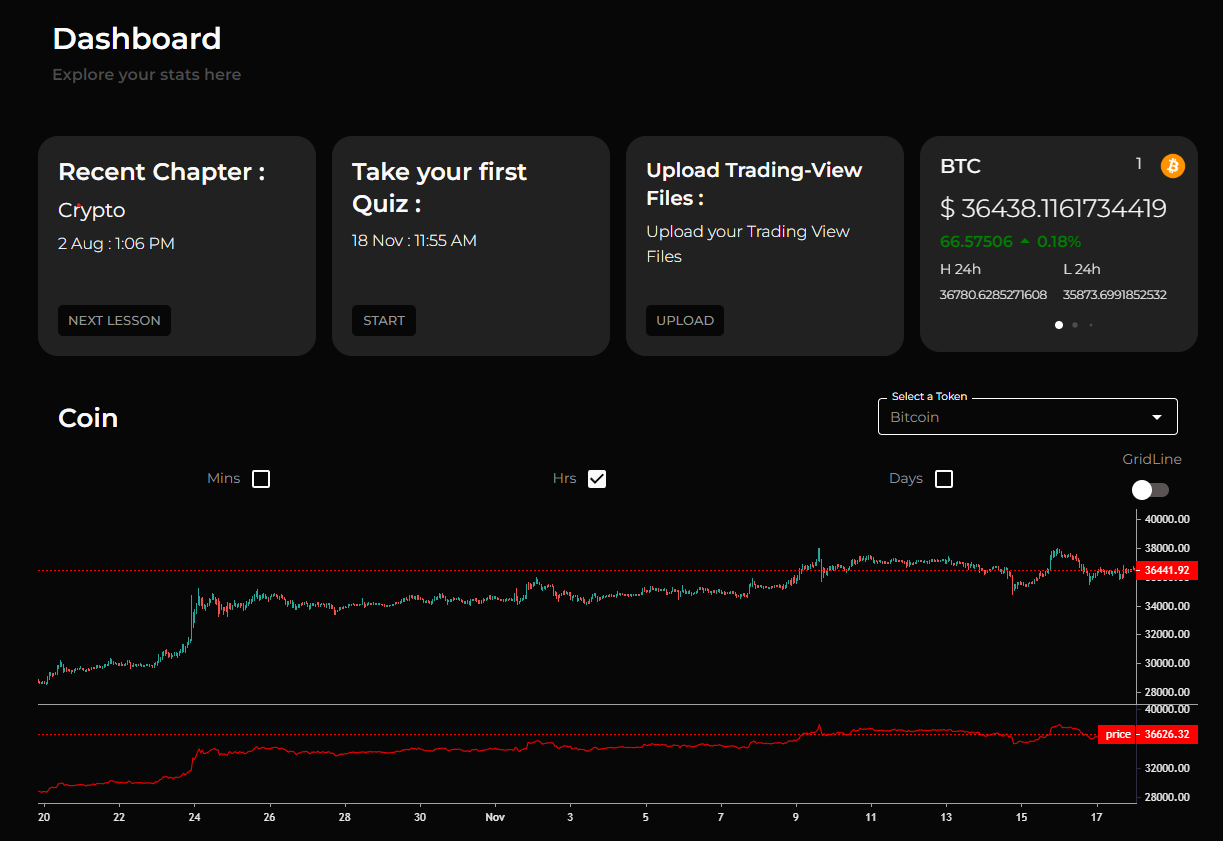 Dashboard
Explore your stats here
Recent Chapter :
Crypto
2 Aug : 1:06 PM
NEXT LESSON
Take your first
Quiz :
18 Nov : 11:55 AM
START
Upload Trading-View
Files :
Upload your Trading View
Files
UPLOAD
BTC 1
$ 36438.1161734419
66.57506 0.18%
H 24h L 24h
36780.6285271608 35873.6991852532
Coin
Select a Token
Bitcoin
Mins Hrs Days
GridLine
40000.00
38000.00
36441.92
34000.00
32000.00
30000.00
28000.00
40000.00
price 36626.32
32000.00
28000.00
20 22 24 26 28 30 Nov 3 5 7 9 11 13 15 17